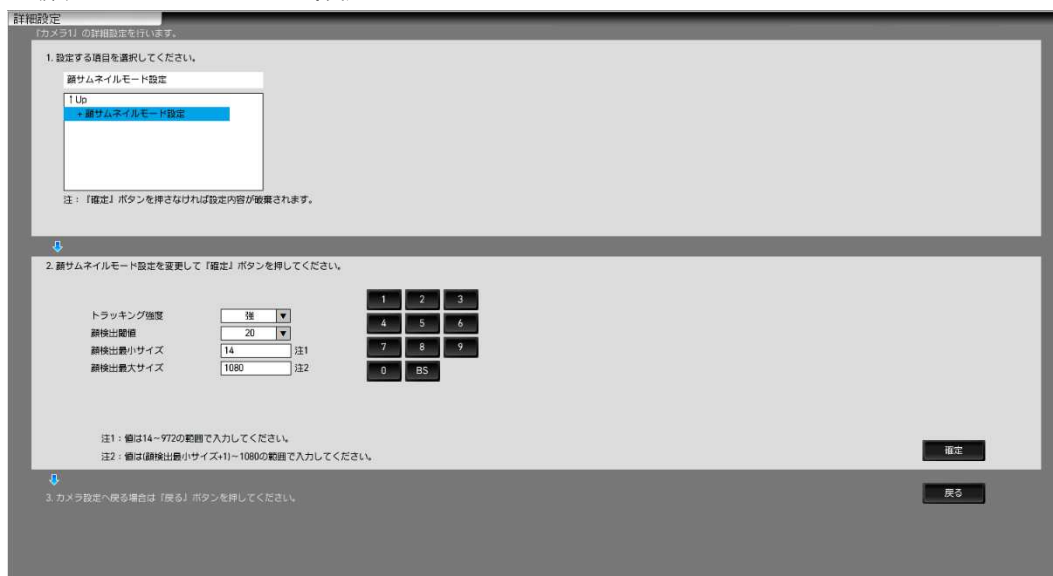 詳細設定
「カメラ1」の詳細設定を行います。
1. 設定する項目を選択してください。
顔サムネイルモード設定
↑Up
+ 顔サムネイルモード設定
注：『確定』ボタンを押さなければ設定内容が破棄されます。
2. 顔サムネイルモード設定を変更して『確定』ボタンを押してください。
1 2 3
トラッキング強度 強 ▼
4 5 6
顔検出閾値 20 ▼
顔検出最小サイズ 14 注1
7 8 9
顔検出最大サイズ 1080 注2
0 BS
注1：値は14~972の範囲で入力してください。
注2：値は(顔検出最小サイズ+1)~1080の範囲で入力してください。
確定
3. カメラ設定へ戻る場合は『戻る』ボタンを押してください。
戻る